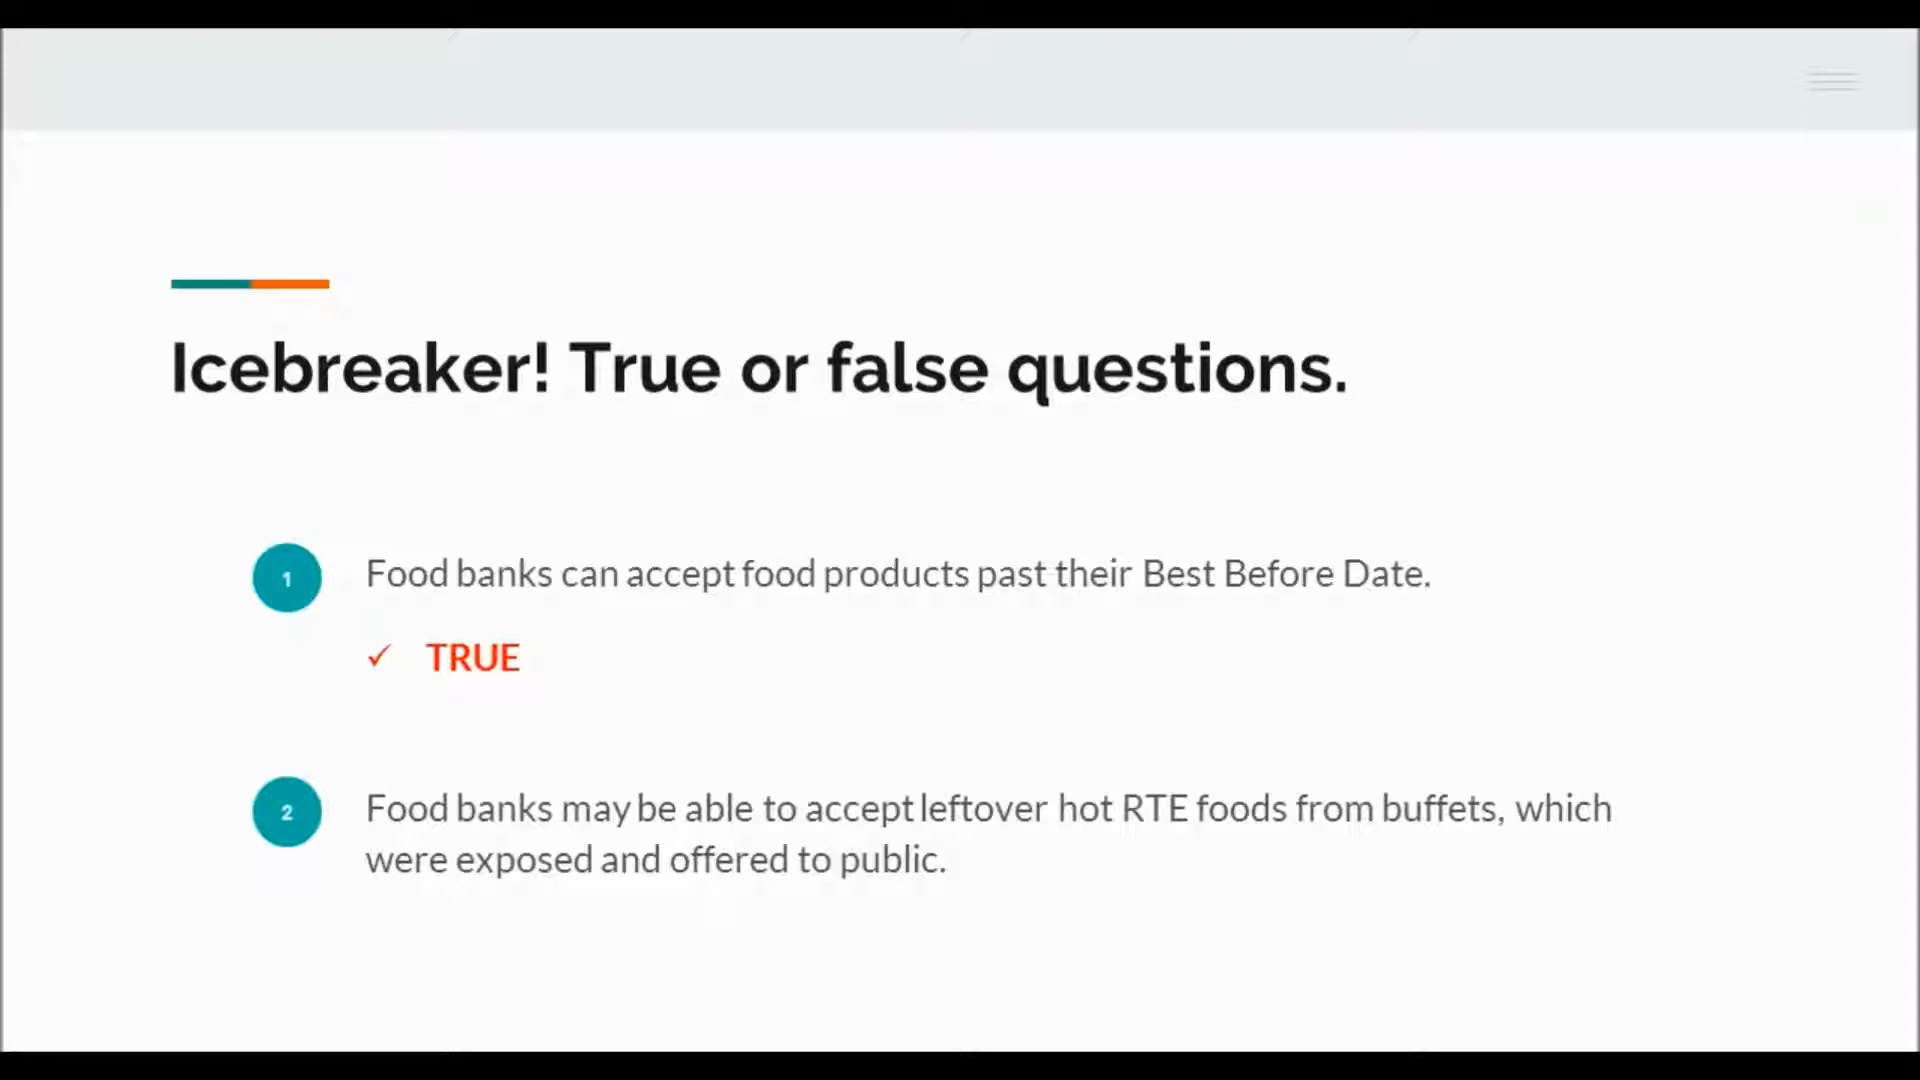 Icebreaker! True or false questions.
1 Food banks can accept food products past their Best Before Date.
✓ TRUE
2 Food banks may be able to accept leftover hot RTE foods from buffets, which
were exposed and offered to public.